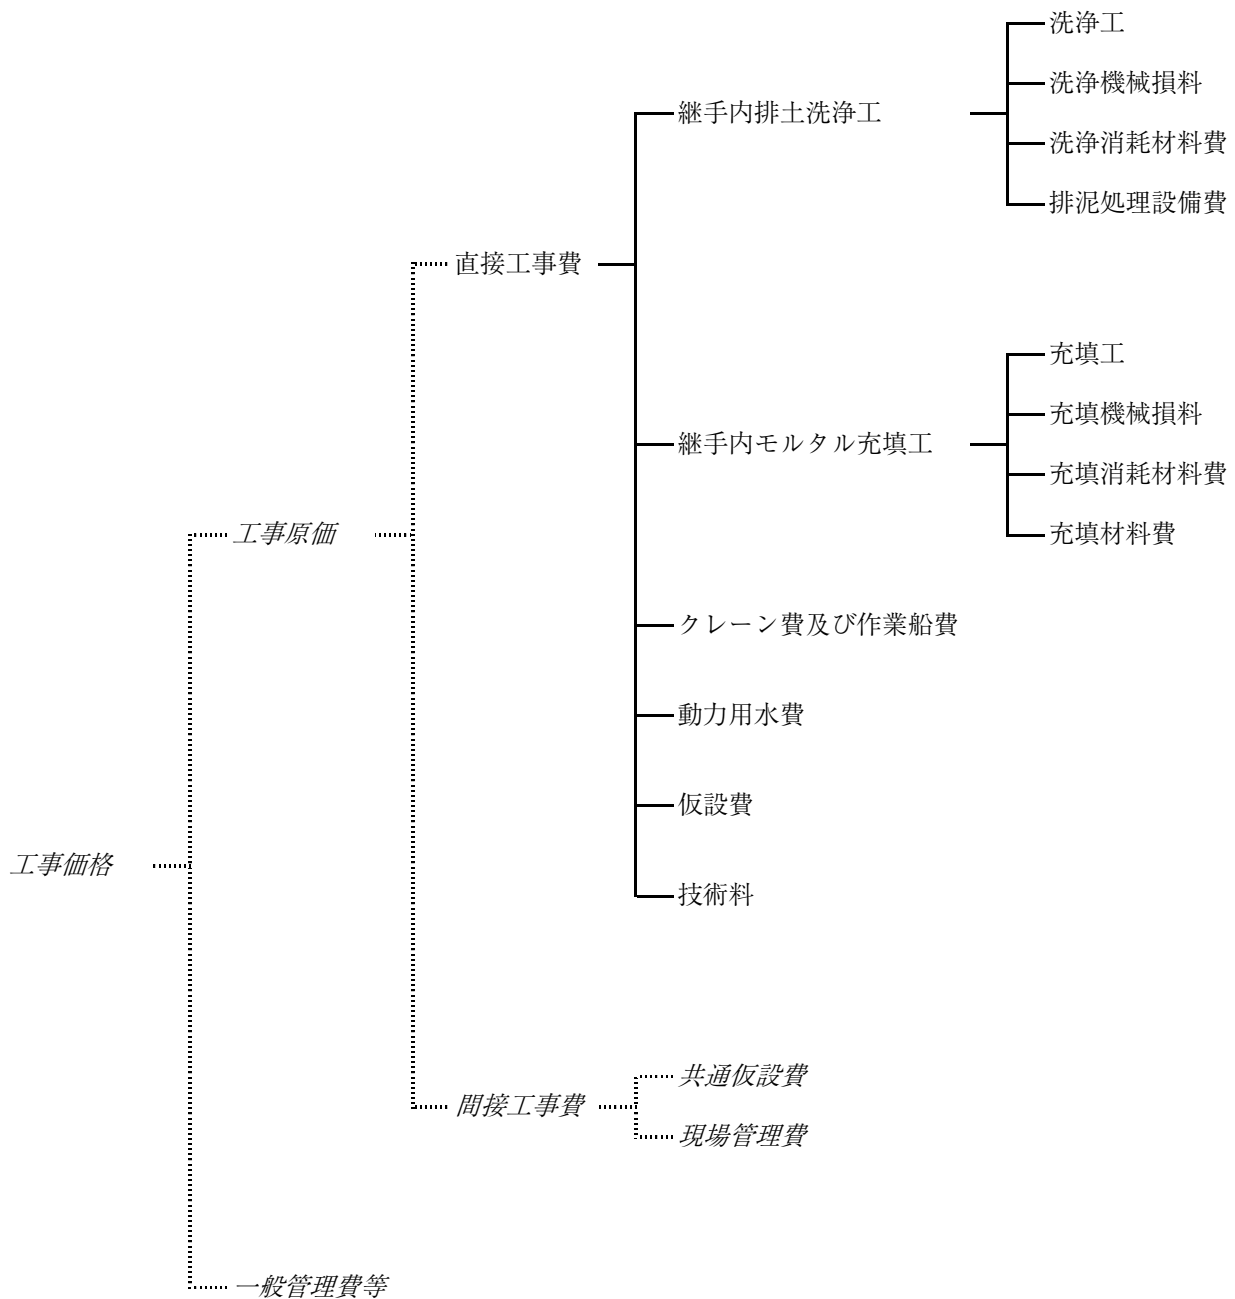 洗浄工
洗浄機械損料
継手内排土洗浄工
洗浄消耗材料費
排泥処理設備費
直接工事費
充填工
充填機械損料
継手内モルタル充填工
充填消耗材料費
工事原価
充填材料費
クレーン費及び作業船費
動力用水費
仮設費
工事価格
技術料
共通仮設費
間接工事費
現場管理費
一般管理費等